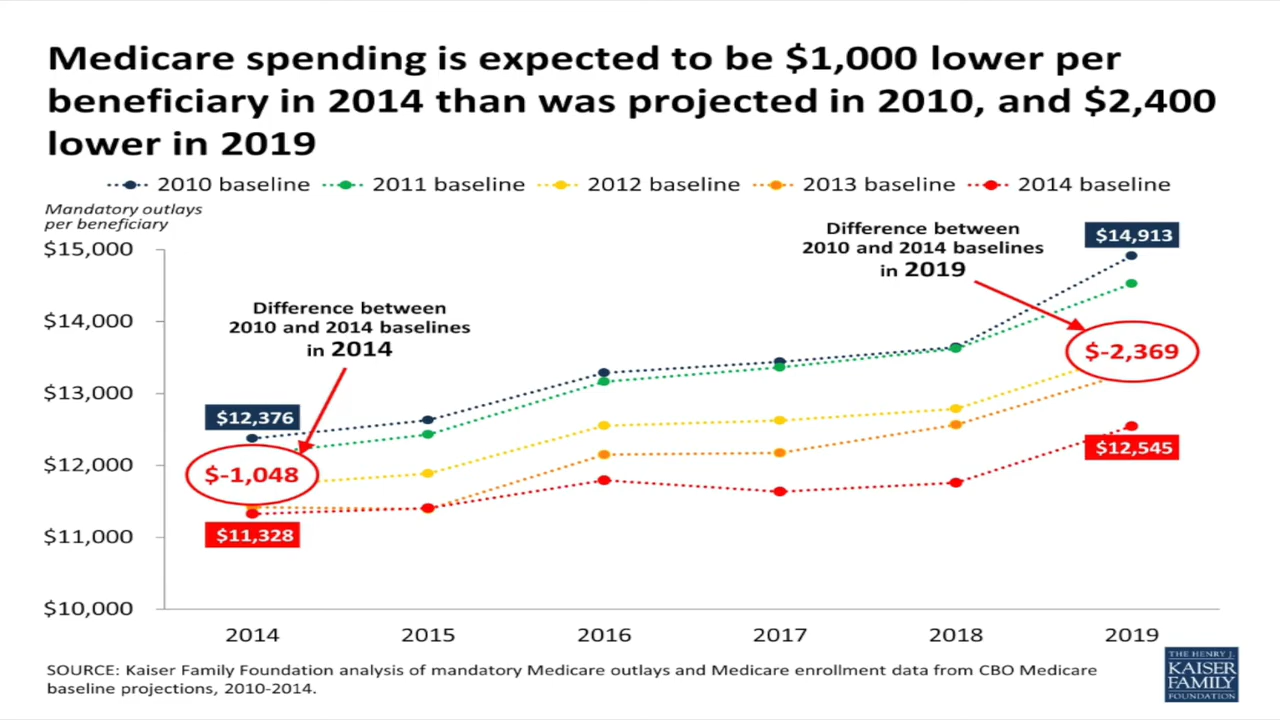 Medicare spending is expected to be $1,000 lower per
beneficiary in 2014 than was projected in 2010, and $2,400
lower in 2019
2010 baseline 2011 baseline 2012 baseline 2013 baseline 2014 baseline
Mandatory outlays
per beneficiary
$15,000
$14,000
$13,000
$12,000
$11,000
$10,000
Difference between
2010 and 2014 baselines
in 2014
Difference between
2010 and 2014 baselines
in 2019
$14,913
$-2,369
$12,545
$12,376
$-1,048
$11,328
2014 2015 2016 2017 2018 2019
SOURCE: Kaiser Family Foundation analysis of mandatory Medicare outlays and Medicare enrollment data from CBO Medicare
baseline projections, 2010-2014.
THE HENRY J.
KAISER
FAMILY
FOUNDATION